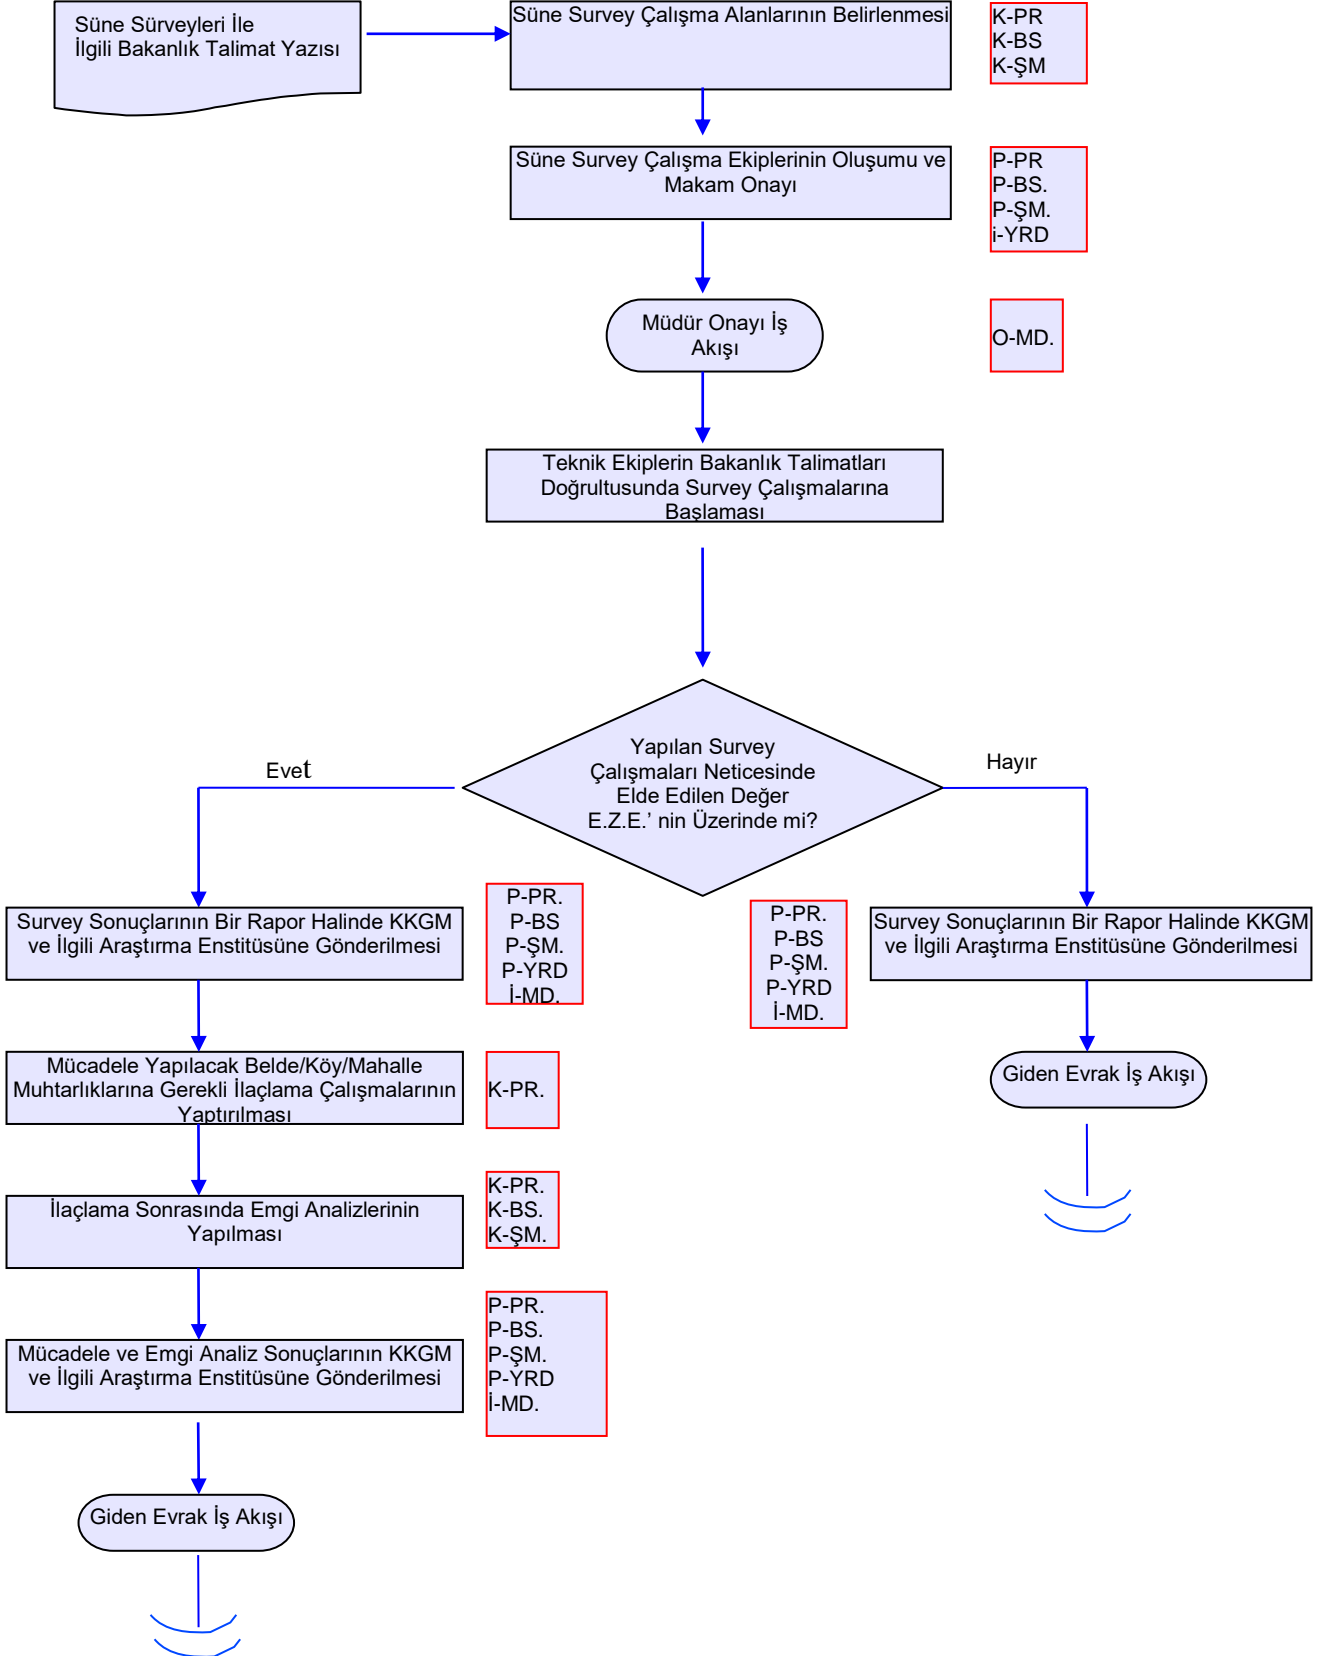 Süne Sürveyleri İle
İlgili Bakanlık Talimat Yazısı
Süne Survey Çalışma Alanlarının Belirlenmesi
K-PR
K-BS
K-ŞM
Süne Survey Çalışma Ekiplerinin Oluşumu ve
Makam Onayı
P-PR
P-BS.
P-ŞM.
i-YRD
Müdür Onayı İş
Akışı
O-MD.
Teknik Ekiplerin Bakanlık Talimatları
Doğrultusunda Survey Çalışmalarına
Başlaması
Yapılan Survey
Çalışmaları Neticesinde
Elde Edilen Değer
E.Z.E.’ nin Üzerinde mi?
Evet
Hayır
Survey Sonuçlarının Bir Rapor Halinde KKGM
ve İlgili Araştırma Enstitüsüne Gönderilmesi
P-PR.
P-BS
P-ŞM.
P-YRD
İ-MD.
P-PR.
P-BS
P-ŞM.
P-YRD
İ-MD.
Survey Sonuçlarının Bir Rapor Halinde KKGM
ve İlgili Araştırma Enstitüsüne Gönderilmesi
Mücadele Yapılacak Belde/Köy/Mahalle
Muhtarlıklarına Gerekli İlaçlama Çalışmalarının
Yaptırılması
K-PR.
Giden Evrak İş Akışı
İlaçlama Sonrasında Emgi Analizlerinin
Yapılması
K-PR.
K-BS.
K-ŞM.
Mücadele ve Emgi Analiz Sonuçlarının KKGM
ve İlgili Araştırma Enstitüsüne Gönderilmesi
P-PR.
P-BS.
P-ŞM.
P-YRD
İ-MD.
Giden Evrak İş Akışı